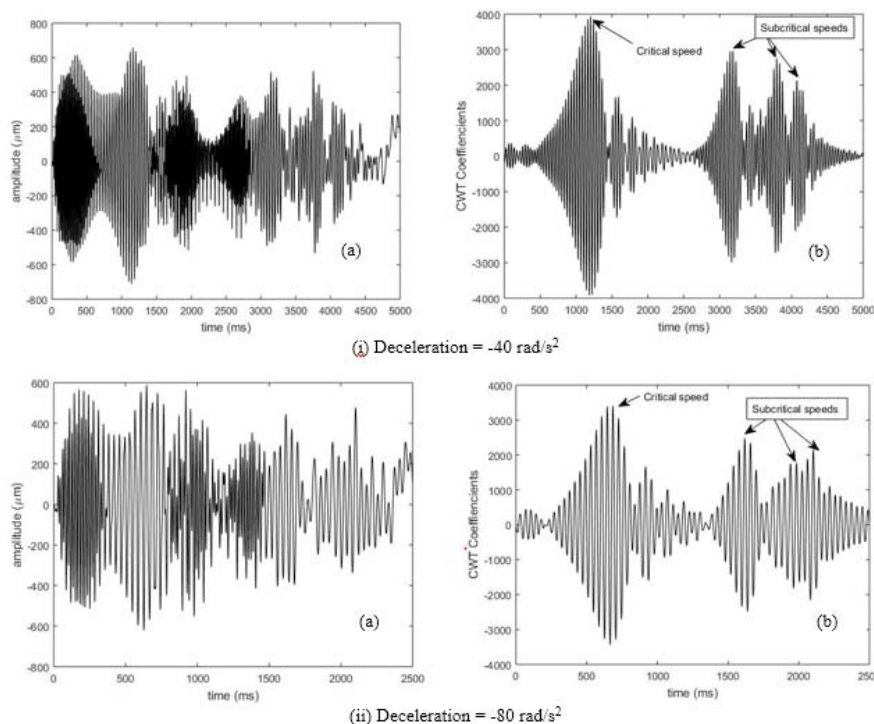 800
600
400
200
0
-200
-400
-600
-800
amplitude (μm)
0 500 1000 1500 2000 2500 3000 3500 4000 4500 5000
time (ms)
(a)
4000
3000
2000
1000
0
-1000
-2000
-3000
-4000
CWT Coeffiencients
Critical speed
Subcritical speeds
0 500 1000 1500 2000 2500 3000 3500 4000 4500 5000
time (ms)
(b)
(i) Deceleration = -40 rad/s²
600
400
200
0
-200
-400
-600
-800
amplitude (μm)
0 500 1000 1500 2000 2500
time (ms)
(a)
4000
3000
2000
1000
0
-1000
-2000
-3000
-4000
CWT Coeffiencients
Critical speed
Subcritical speeds
0 500 1000 1500 2000 250
time (ms)
(b)
(ii) Deceleration = -80 rad/s²